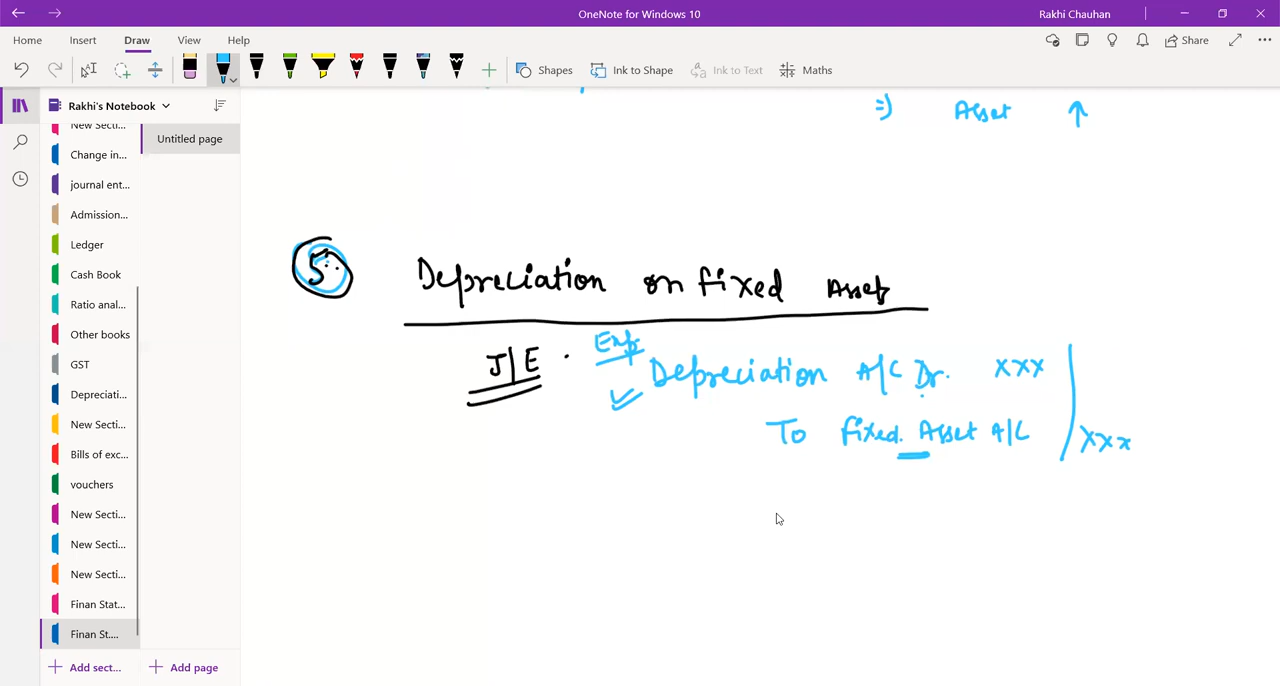 OneNote for Windows 10
Rakhi Chauhan
Home Insert Draw View Help
Share
Shapes Ink to Shape Ink to Text Maths
Rakhi's Notebook
New Secti...
Untitled page
Change in...
journal ent...
Admission...
Ledger
Cash Book
Ratio anal...
Other books
GST
Depreciati...
New Secti...
Bills of exc...
vouchers
New Secti...
New Secti...
New Secti...
Finan Stat...
Finan St....
Add sect... Add page
=) Asset ↑
5 Depreciation on fixed Asset
J/E. Exp
Depreciation A/C Dr. xxx
To fixed. Asset A/C xxx